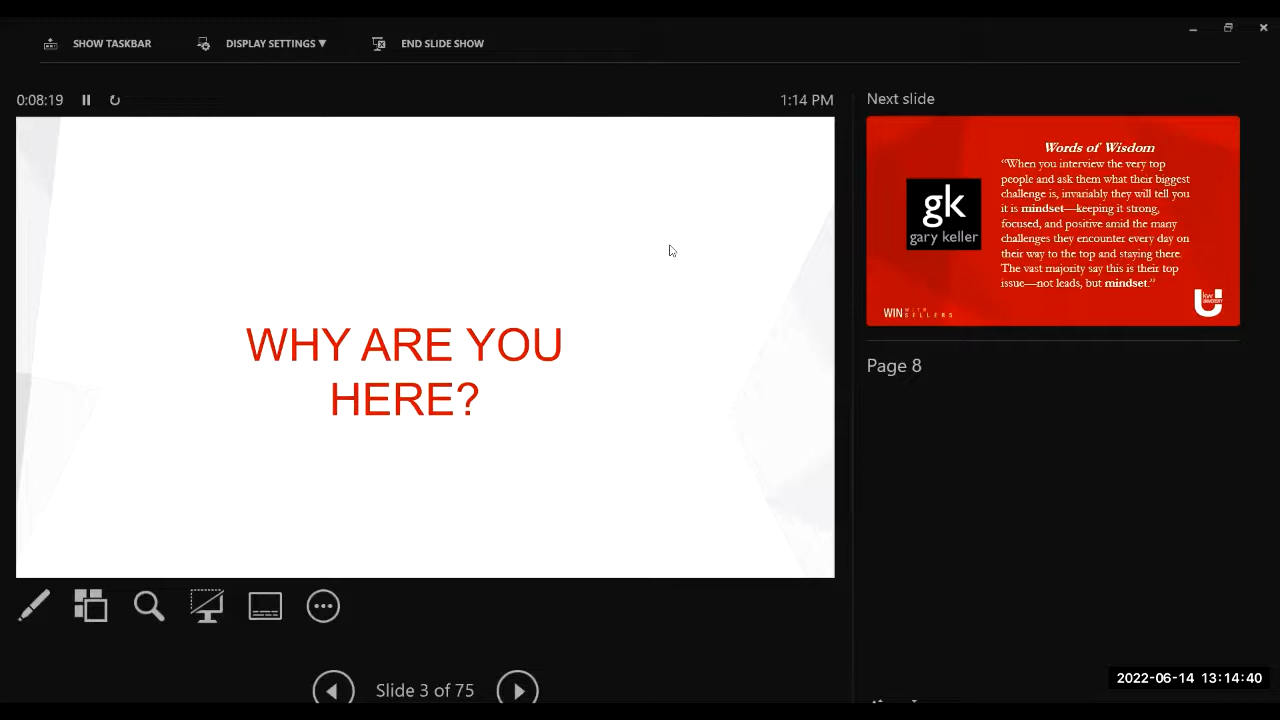 SHOW TASKBAR
DISPLAY SETTINGS ▼
END SLIDE SHOW
0:08:19
1:14 PM
WHY ARE YOU
HERE?
Slide 3 of 75
Next slide
Words of Wisdom
“When you interview the very top
people and ask them what their biggest
challenge is, invariably they will tell you
it is mindset—keeping it strong,
focused, and positive amid the many
challenges they encounter every day on
their way to the top and staying there.
The vast majority say this is their top
issue—not leads, but mindset.”
gk
gary keller
WIN WITH SELLERS
kw
UNIVERSITY
Page 8
2022-06-14 13:14:40